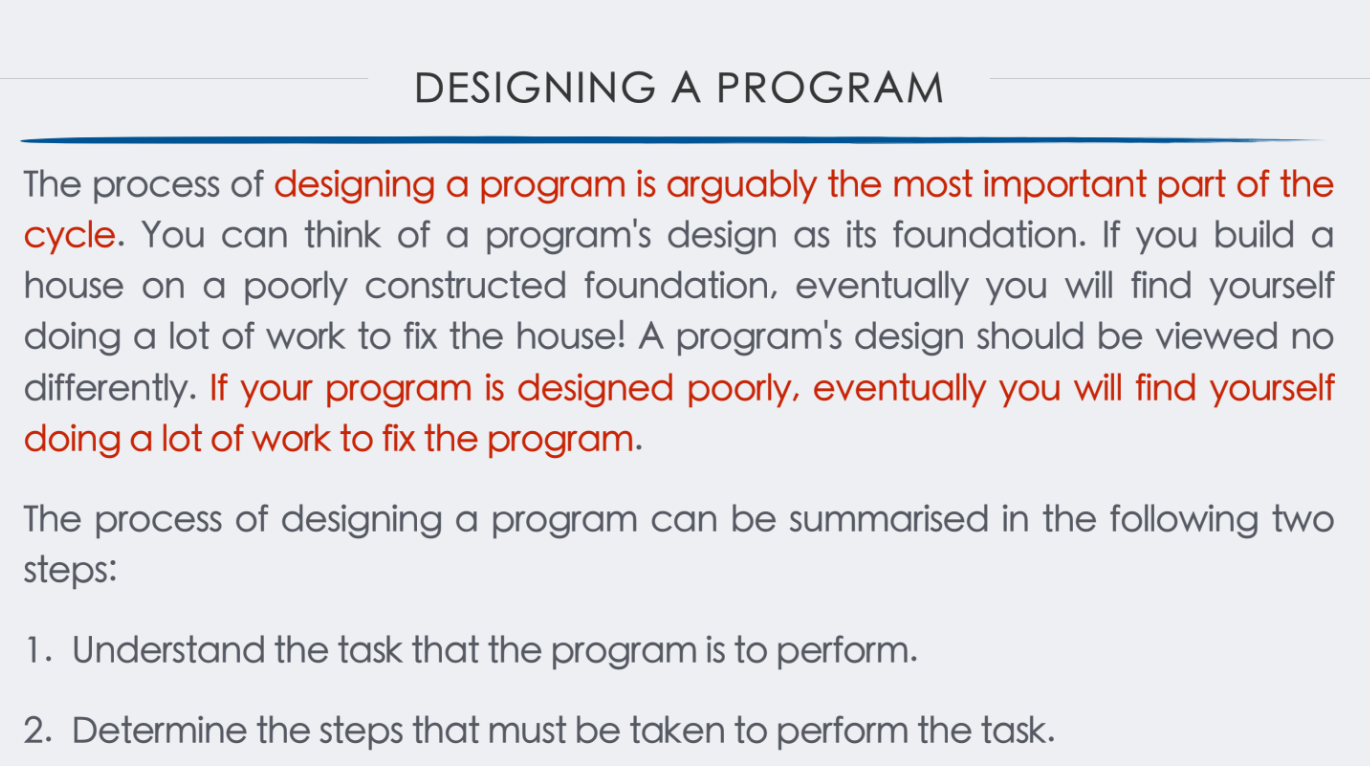 DESIGNING A PROGRAM
The process of designing a program is arguably the most important part of the
cycle. You can think of a program's design as its foundation. If you build a
house on a poorly constructed foundation, eventually you will find yourself
doing a lot of work to fix the house! A program's design should be viewed no
differently. If your program is designed poorly, eventually you will find yourself
doing a lot of work to fix the program.
The process of designing a program can be summarised in the following two
steps:
1. Understand the task that the program is to perform.
2. Determine the steps that must be taken to perform the task.